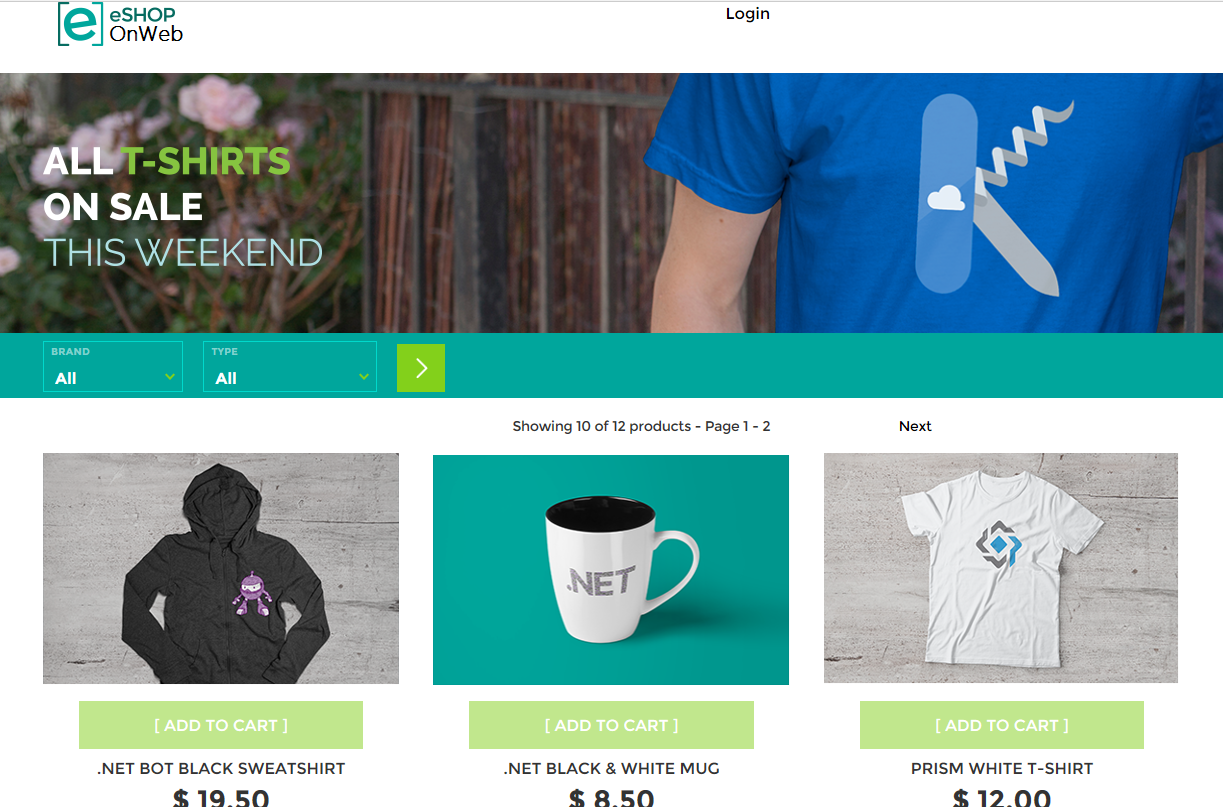 e
eSHOP
OnWeb
Login
ALL T-SHIRTS
ON SALE
THIS WEEKEND
BRAND
All
TYPE
All
Showing 10 of 12 products - Page 1 - 2
Next
.NET
[ ADD TO CART ]
[ ADD TO CART ]
[ ADD TO CART ]
.NET BOT BLACK SWEATSHIRT
.NET BLACK & WHITE MUG
PRISM WHITE T-SHIRT
$ 19.50
$ 8.50
$ 12.00